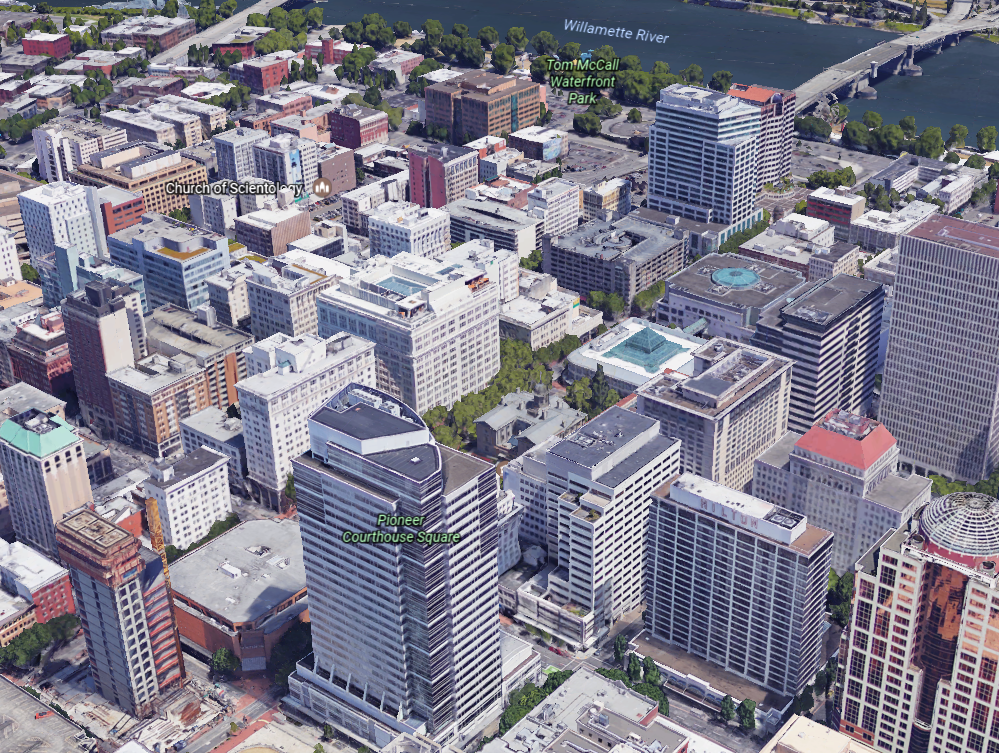 Willamette River
Tom McCall
Waterfront
Park
Church of Scientology
Pioneer
Courthouse Square